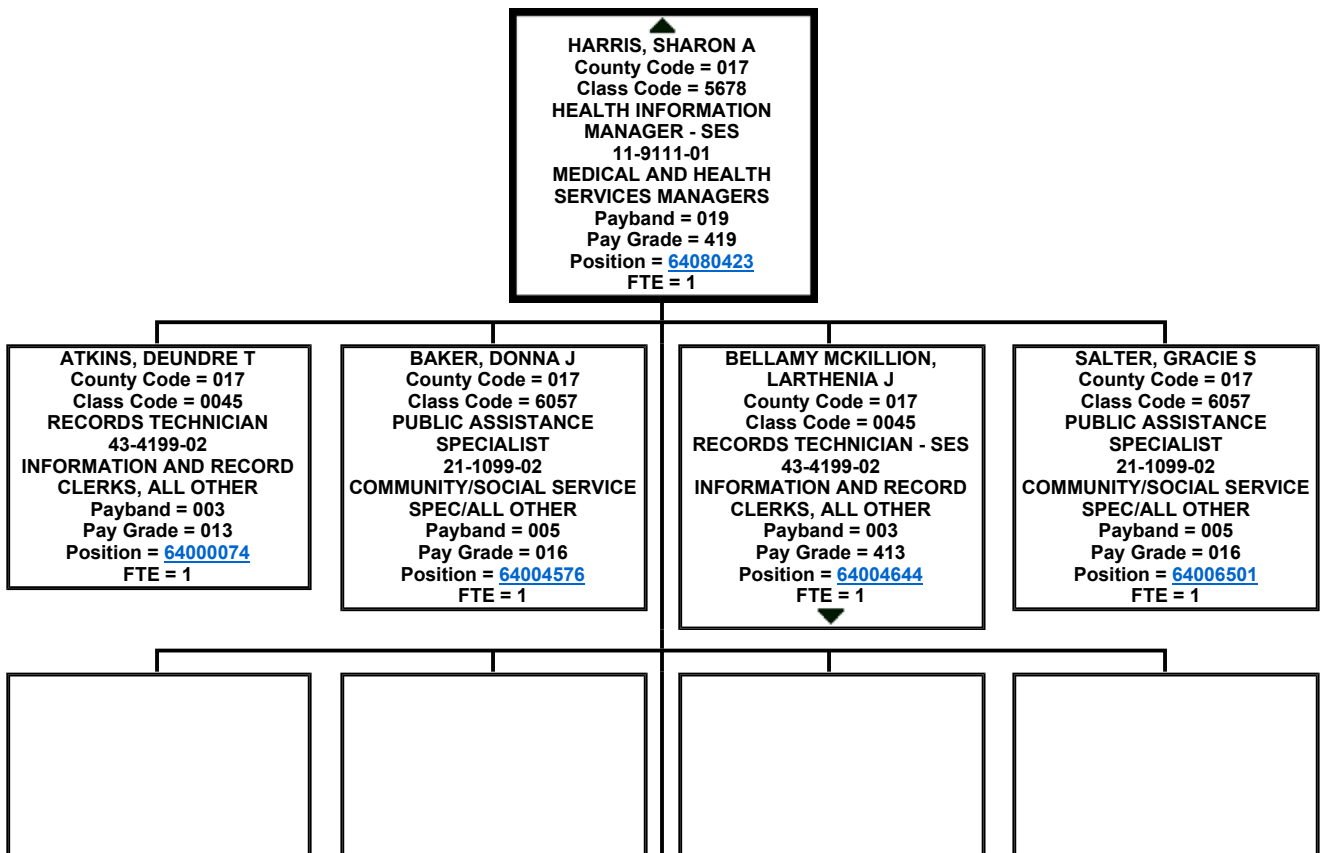 HARRIS, SHARON A
County Code = 017
Class Code = 5678
HEALTH INFORMATION
MANAGER - SES
11-9111-01
MEDICAL AND HEALTH
SERVICES MANAGERS
Payband = 019
Pay Grade = 419
Position = 64080423
FTE = 1
ATKINS, DEUNDRE T
County Code = 017
Class Code = 0045
RECORDS TECHNICIAN
43-4199-02
INFORMATION AND RECORD
CLERKS, ALL OTHER
Payband = 003
Pay Grade = 013
Position = 64000074
FTE = 1
BAKER, DONNA J
County Code = 017
Class Code = 6057
PUBLIC ASSISTANCE
SPECIALIST
21-1099-02
COMMUNITY/SOCIAL SERVICE
SPEC/ALL OTHER
Payband = 005
Pay Grade = 016
Position = 64004576
FTE = 1
BELLAMY MCKILLION,
LARTHENIA J
County Code = 017
Class Code = 0045
RECORDS TECHNICIAN - SES
43-4199-02
INFORMATION AND RECORD
CLERKS, ALL OTHER
Payband = 003
Pay Grade = 413
Position = 64004644
FTE = 1
SALTER, GRACIE S
County Code = 017
Class Code = 6057
PUBLIC ASSISTANCE
SPECIALIST
21-1099-02
COMMUNITY/SOCIAL SERVICE
SPEC/ALL OTHER
Payband = 005
Pay Grade = 016
Position = 64006501
FTE = 1